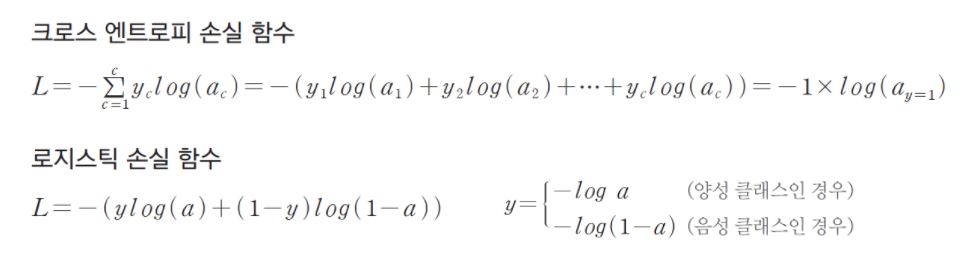 크로스 엔트로피 손실 함수
L=-∑_{c=1}^{c} y_c log(a_c)=-(y_1 log(a_1)+y_2 log(a_2)+⋯+y_c log(a_c))=-1×log(a_{y=1})
로지스틱 손실 함수
L=-(ylog(a)+(1-y)log(1-a)) y={ -log a (양성 클래스인 경우)
-log(1-a) (음성 클래스인 경우)